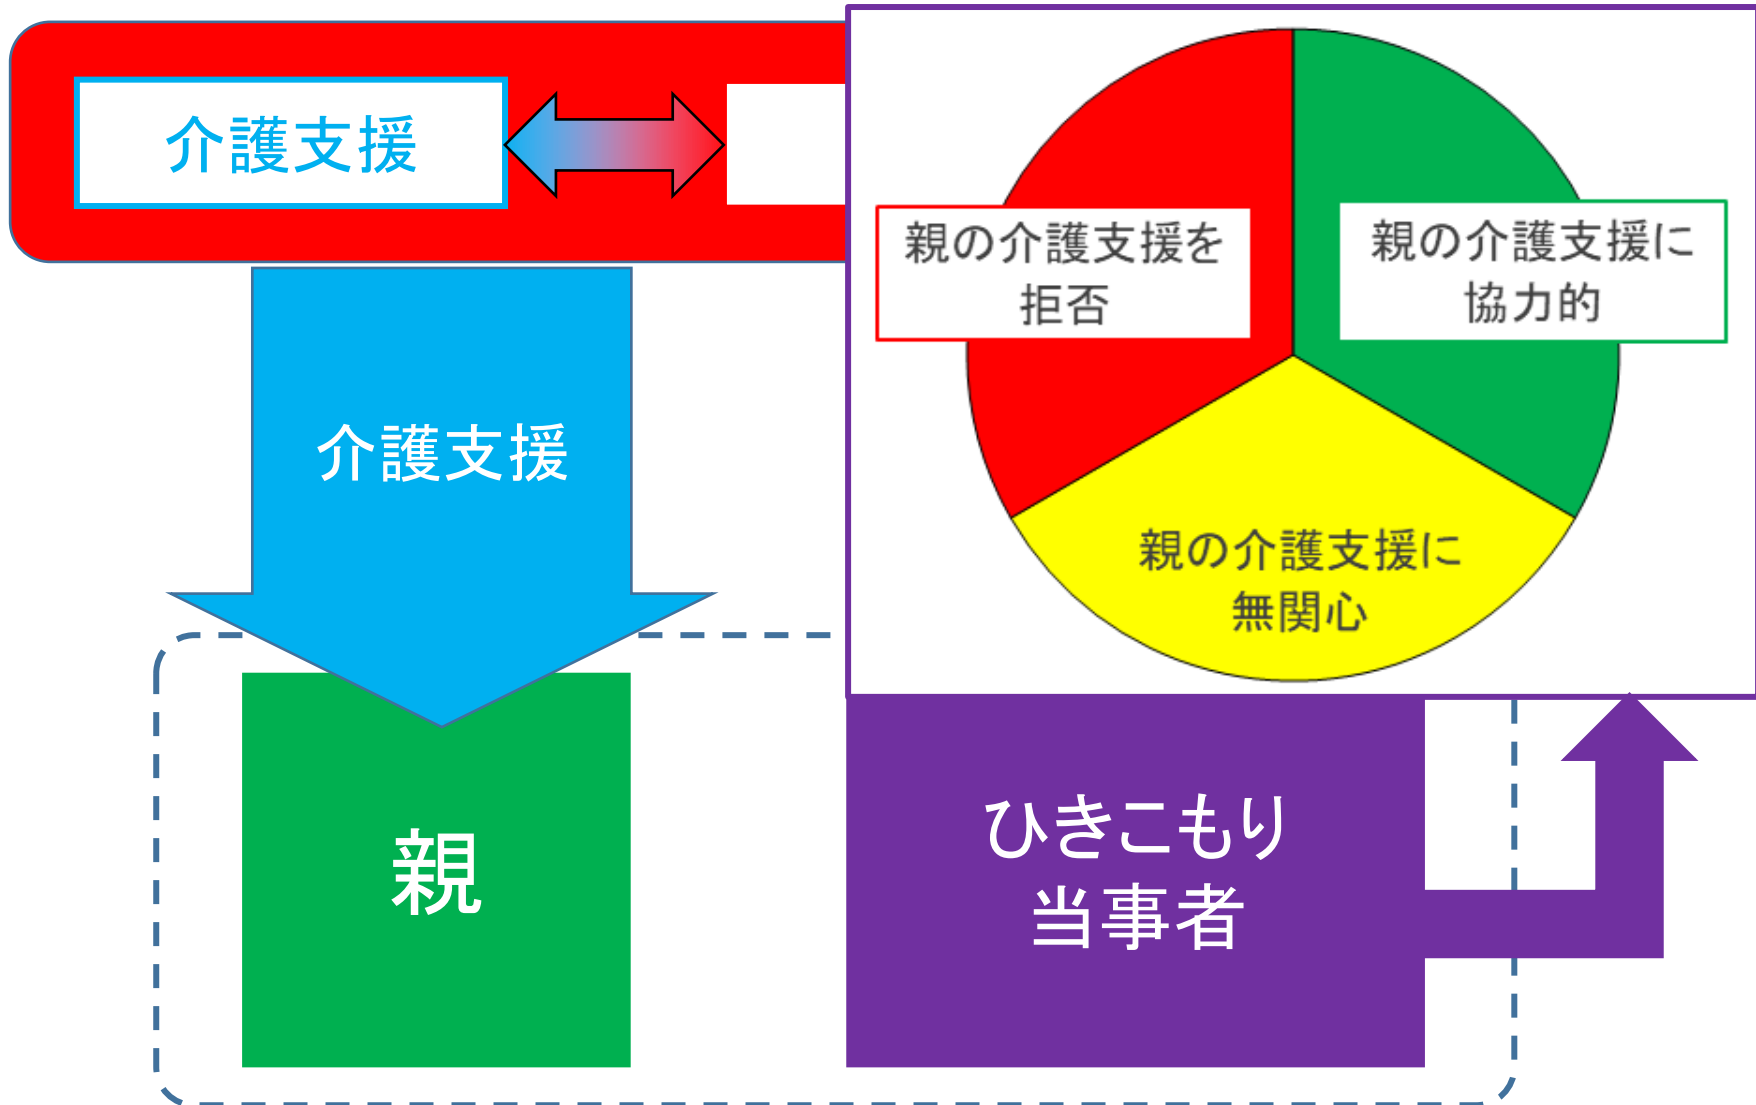 介護支援
親の介護支援を
拒否
親の介護支援に
協力的
介護支援
親の介護支援に
無関心
親
ひきこもり
当事者